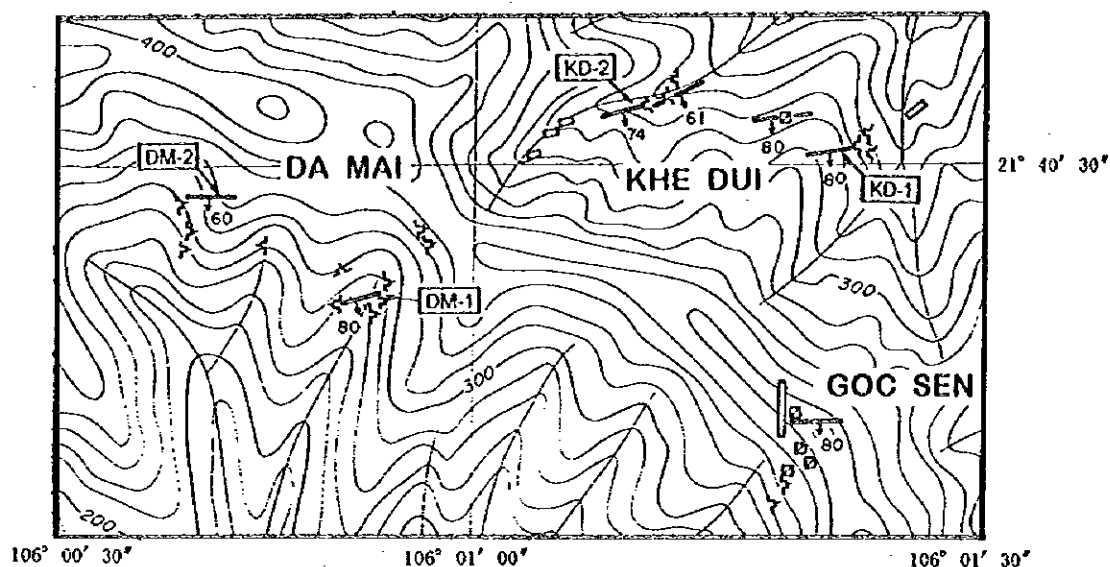 400
KD-2
74
61
80
DM-2
DA MAI
KHE DUI
60
KD-1
21° 40' 30"
60
DM-1
80
300
300
GOC SEN
80
200
106° 00' 30"
106° 01' 00"
106° 01' 30"